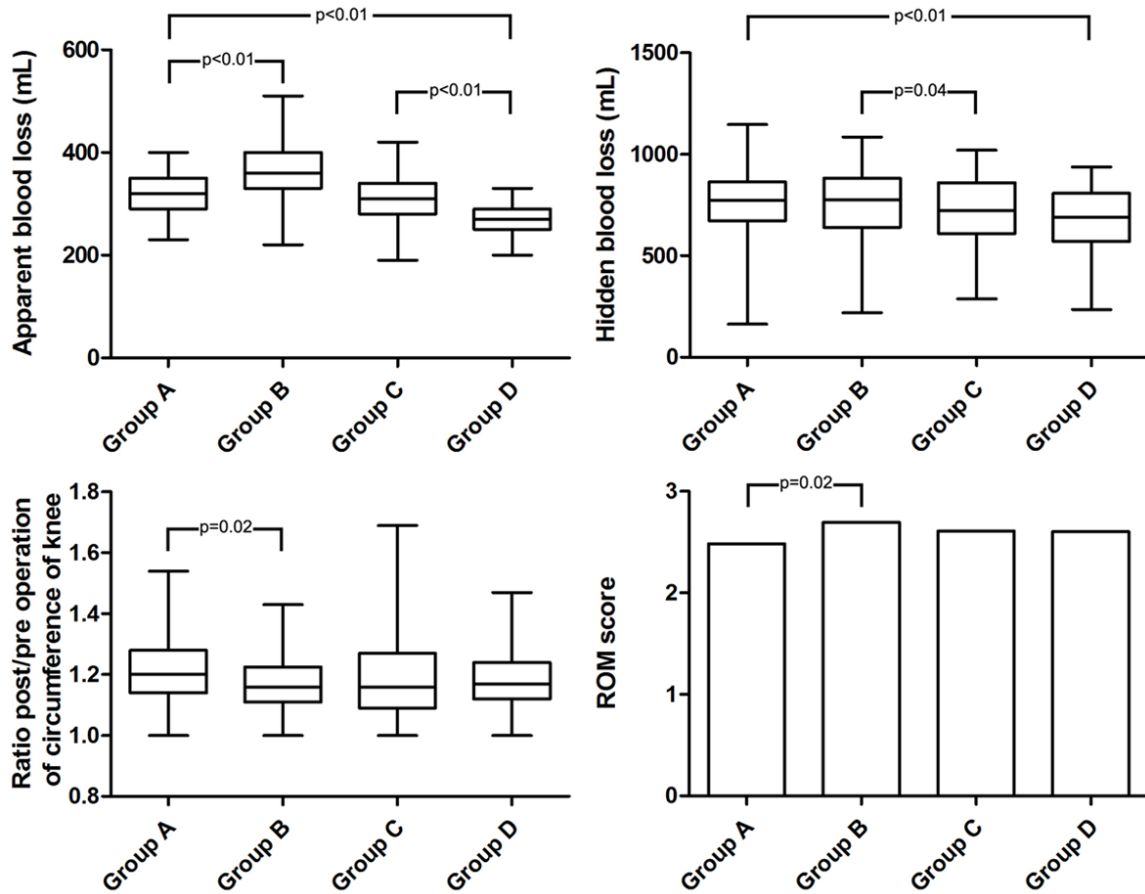 p<0.01
p<0.01
p<0.01
Apparent blood loss (mL)
600
400
200
0
Group A
Group B
Group C
Group D
p<0.01
p=0.04
Hidden blood loss (mL)
1500
1000
500
0
Group A
Group B
Group C
Group D
p=0.02
Ratio post/pre operation
of circumference of knee
1.8
1.6
1.4
1.2
1.0
0.8
Group A
Group B
Group C
Group D
p=0.02
ROM score
3
2
1
0
Group A
Group B
Group C
Group D